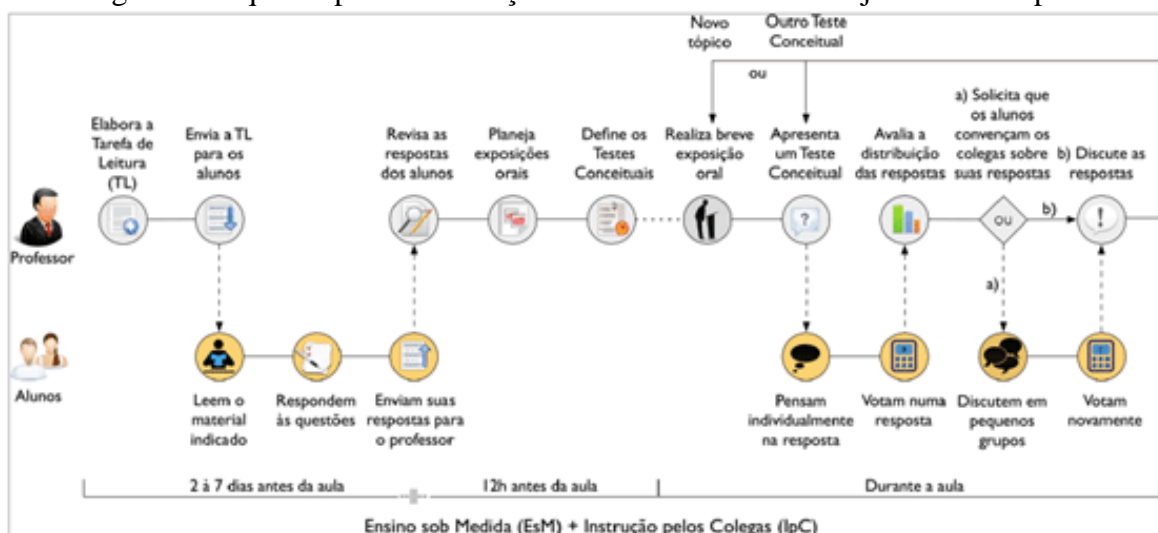 Novo
tópico
Outro Teste
Conceitual
ou
Elabora a
Tarefa de
Leitura
(TL)
Envia a TL
para os
alunos
Revisa as
respostas
dos alunos
Planeja
exposições
orais
Define os
Testes
Conceituais
Realiza breve
exposição
oral
Apresenta
um Teste
Conceitual
Avalia a
distribuição
das respostas
a) Solicita que
os alunos
convençam os
colegas sobre
suas respostas
b) Discute as
respostas
?
ou
b)
!
Professor
a)
Alunos
Leem o
material
indicado
Respondem
às questões
Enviam suas
respostas para
o professor
Pensam
individualmente
na resposta
Votam numa
resposta
Discutem em
pequenos
grupos
Votam
novamente
2 à 7 dias antes da aula
12h antes da aula
Durante a aula
Ensino sob Medida (EsM) + Instrução pelos Colegas (IpC)